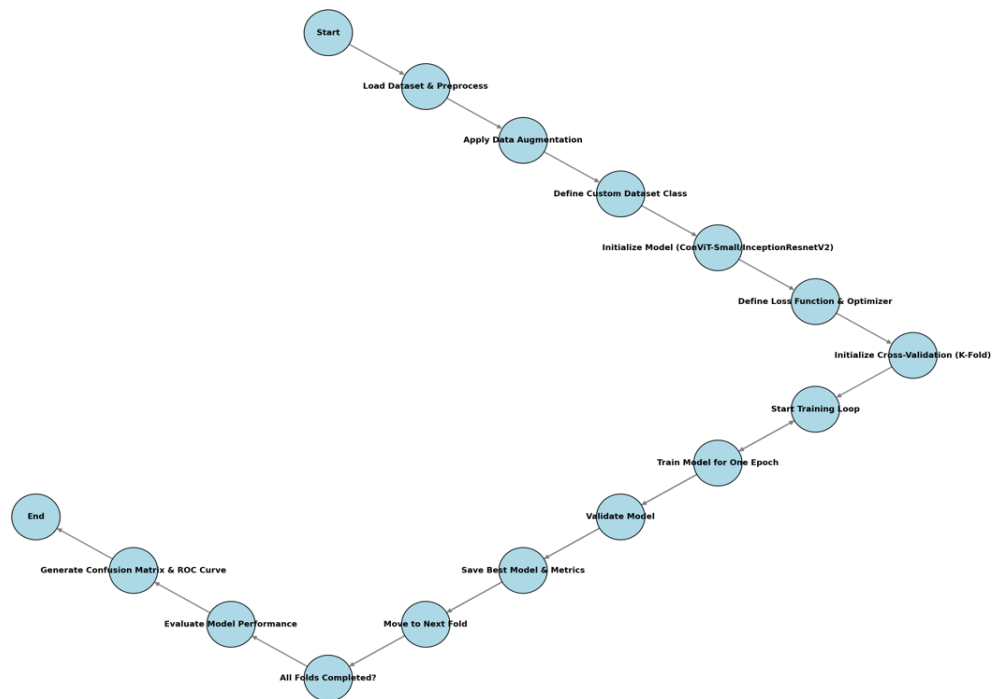 Start
Load Dataset & Preprocess
Apply Data Augmentation
Define Custom Dataset Class
Initialize Model (ConViT-Small/InceptionResnetV2)
Define Loss Function & Optimizer
Initialize Cross-Validation (K-Fold)
Start Training Loop
Train Model for One Epoch
Validate Model
End
Save Best Model & Metrics
Generate Confusion Matrix & ROC Curve
Move to Next Fold
Evaluate Model Performance
All Folds Completed?